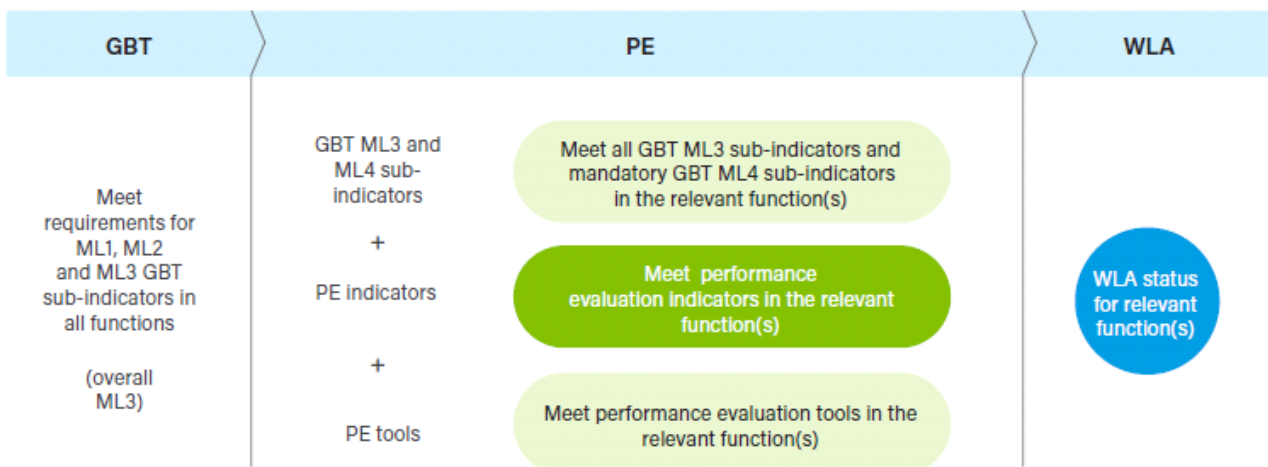 GBT
PE
WLA
Meet
requirements for
ML1, ML2
and ML3 GBT
sub-indicators in
all functions
(overall
ML3)
GBT ML3 and
ML4 sub-
indicators
+
PE indicators
+
PE tools
Meet all GBT ML3 sub-indicators and
mandatory GBT ML4 sub-indicators
in the relevant function(s)
Meet performance
evaluation indicators in the relevant
function(s)
Meet performance evaluation tools in the
relevant function(s)
WLA status
for relevant
function(s)